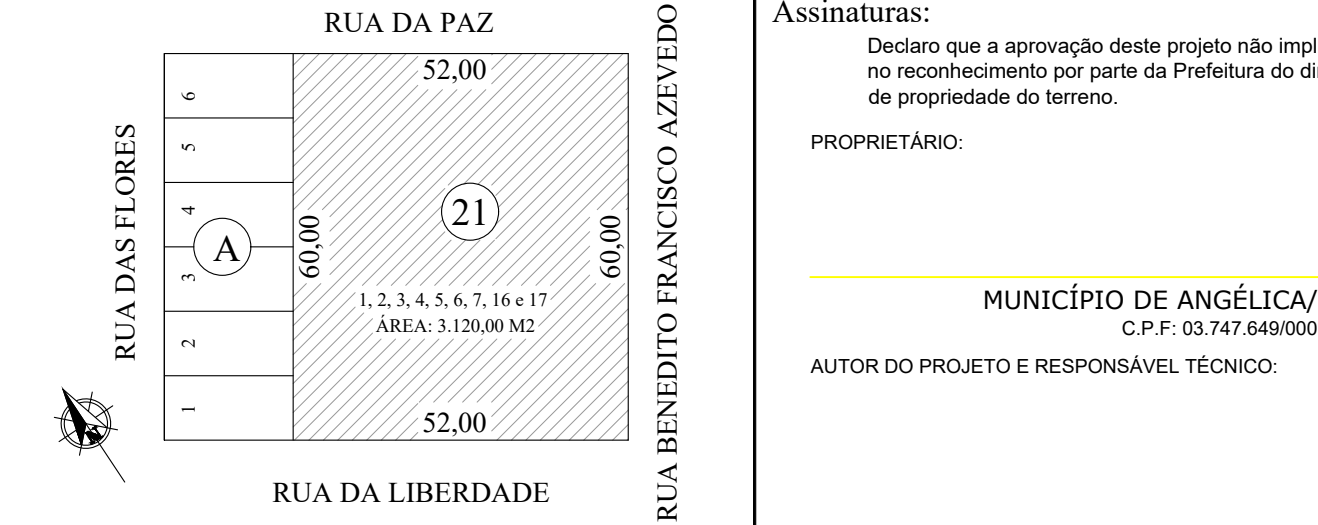 RUA DA PAZ
52,00
6
5
4
3
2
1
A
21
60,00
60,00
1, 2, 3, 4, 5, 6, 7, 16 e 17
ÁREA: 3.120,00 M2
52,00
RUA DAS FLORES
RUA BENEDITO FRANCISCO AZEVEDO
N
RUA DA LIBERDADE
Assinaturas:
Declaro que a aprovação deste projeto não impl
no reconhecimento por parte da Prefeitura do di
de propriedade do terreno.
PROPRIETÁRIO:
MUNICÍPIO DE ANGÉLICA/
C.P.F: 03.747.649/000
AUTOR DO PROJETO E RESPONSÁVEL TÉCNICO: